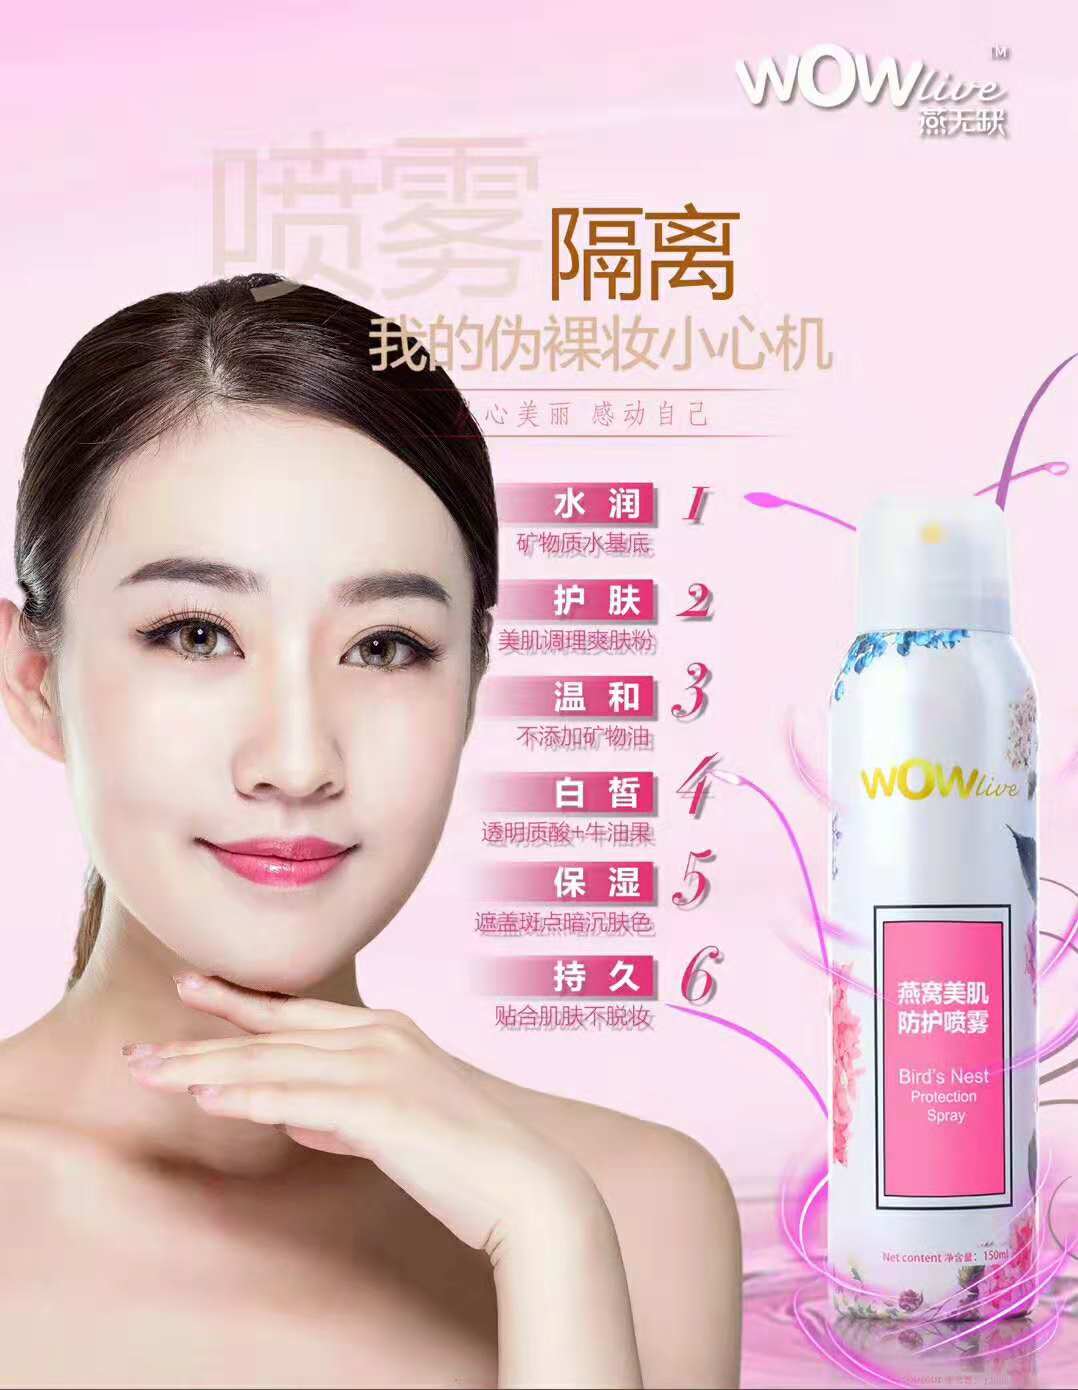 WOWlive TM
燕无缺
喷雾
隔离
我的伪裸妆小心机
心美丽 感动自己
水润 1
矿物质水基底
护肤 2
美肌调理爽肤粉
温和 3
不添加矿物油
白皙 4
透明质酸+牛油果
保湿 5
遮盖斑点暗沉肤色
持久 6
贴合肌肤不脱妆
WOWlive
燕窝美肌
防护喷雾
Bird's Nest
Protection
Spray
Net content 净含量: 150ml